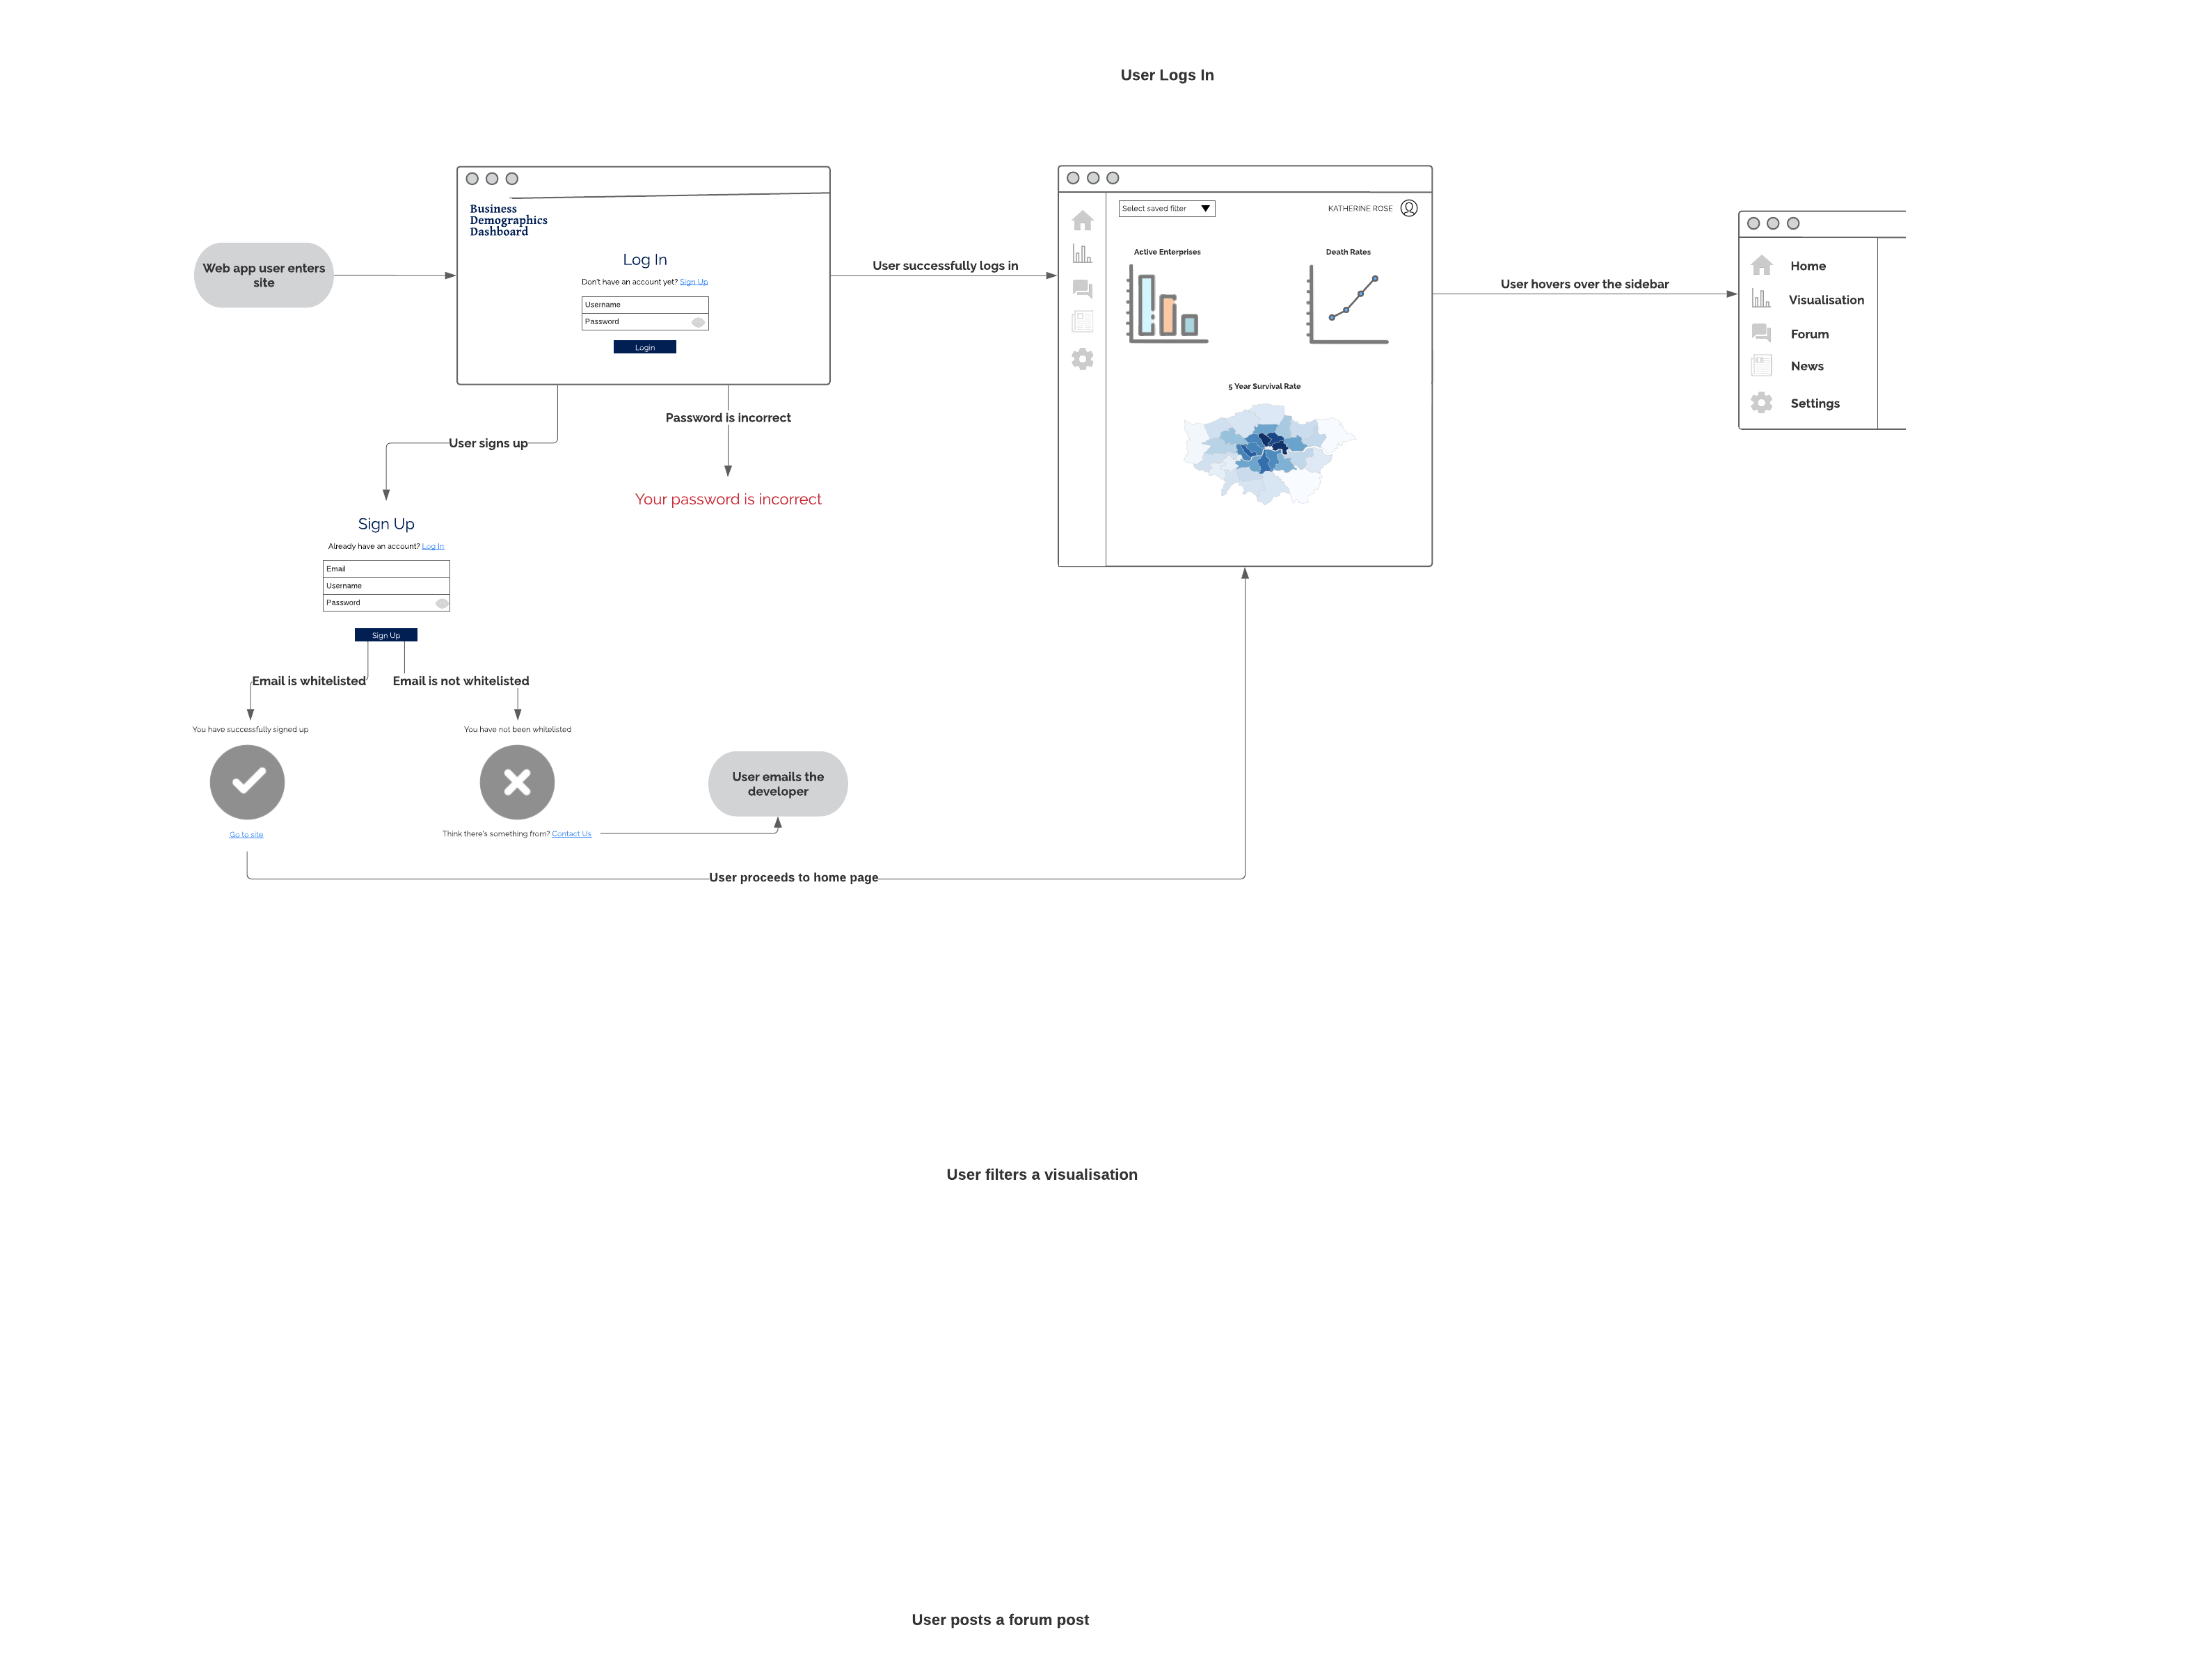 User Logs In
Web app user enters
site
Business
Demographics
Dashboard
Log In
Don't have an account yet? Sign Up
Username
Password
Login
User successfully logs in
Select saved filter
KATHERINE ROSE
Active Enterprises
Death Rates
5 Year Survival Rate
User hovers over the sidebar
Home
Visualisation
Forum
News
Settings
User signs up
Password is incorrect
Your password is incorrect
Sign Up
Already have an account? Log In
Email
Username
Password
Sign Up
Email is whitelisted
Email is not whitelisted
You have successfully signed up
You have not been whitelisted
Go to site
Think there's something from? Contact Us
User emails the
developer
User proceeds to home page
User filters a visualisation
User posts a forum post